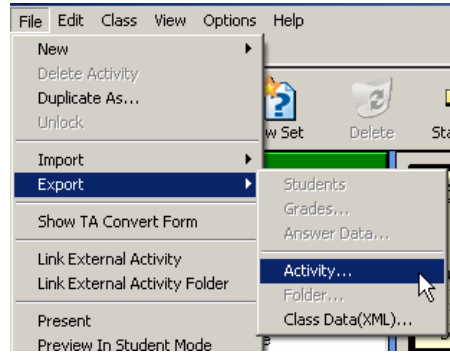 File Edit Class View Options Help
New
Delete Activity
Duplicate As...
Unlock
w Set
Delete
Sta
Import
Export
Students
Grades...
Answer Data...
Show TA Convert Form
Link External Activity
Link External Activity Folder
Activity...
Folder...
Class Data(XML)...
Present
Preview In Student Mode